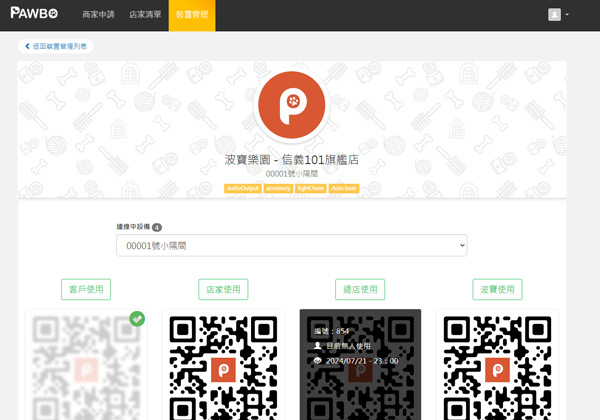 PAWBO 商家申請 店家清單 裝置管理
返回裝置管理列表
波寶樂園 - 信義101旗艦店
00001號小隔間
audioOutput accessory lightChase Auto laser
連線中設備 4
00001號小隔間
客戶使用 店家使用 總店使用 波寶使用
編號：854
目前無人使用
2024/07/21 - 23：00